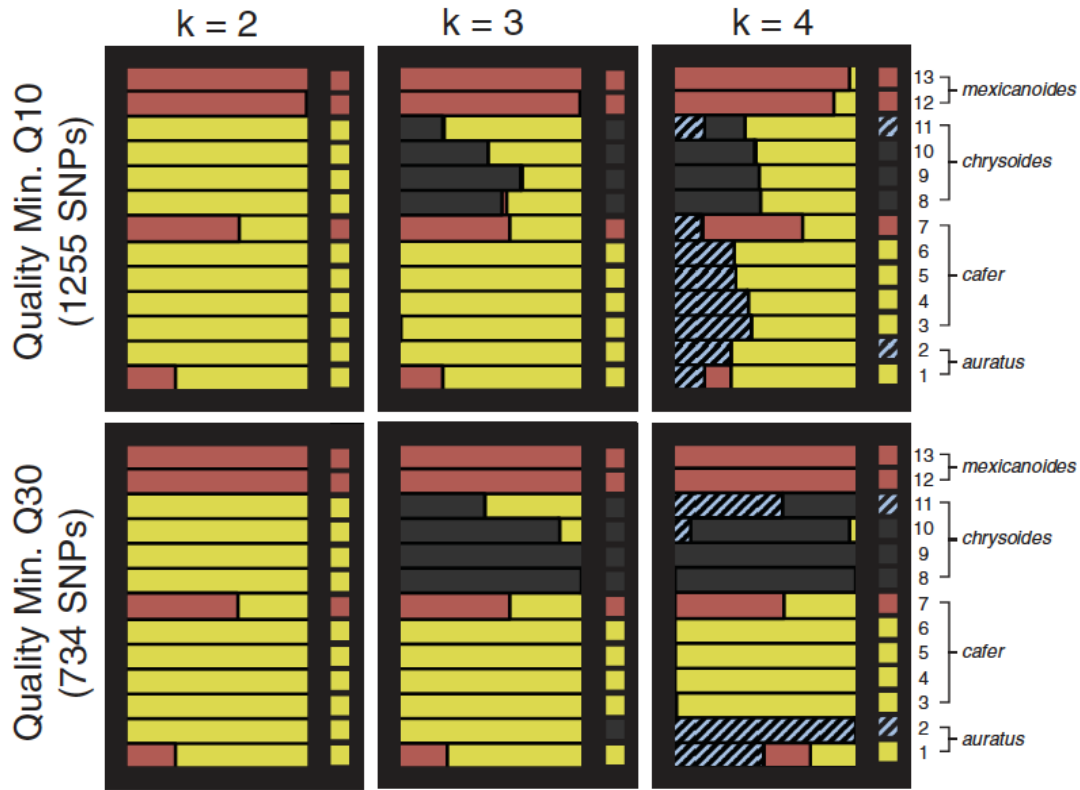 k = 2
k = 3
k = 4
Quality Min. Q10
(1255 SNPs)
13
12
mexicanoides
11
10
9
8
chrysoides
7
6
5
4
3
cafer
2
1
auratus
Quality Min. Q30
(734 SNPs)
13
12
mexicanoides
11
10
9
8
chrysoides
7
6
5
4
3
cafer
2
1
auratus